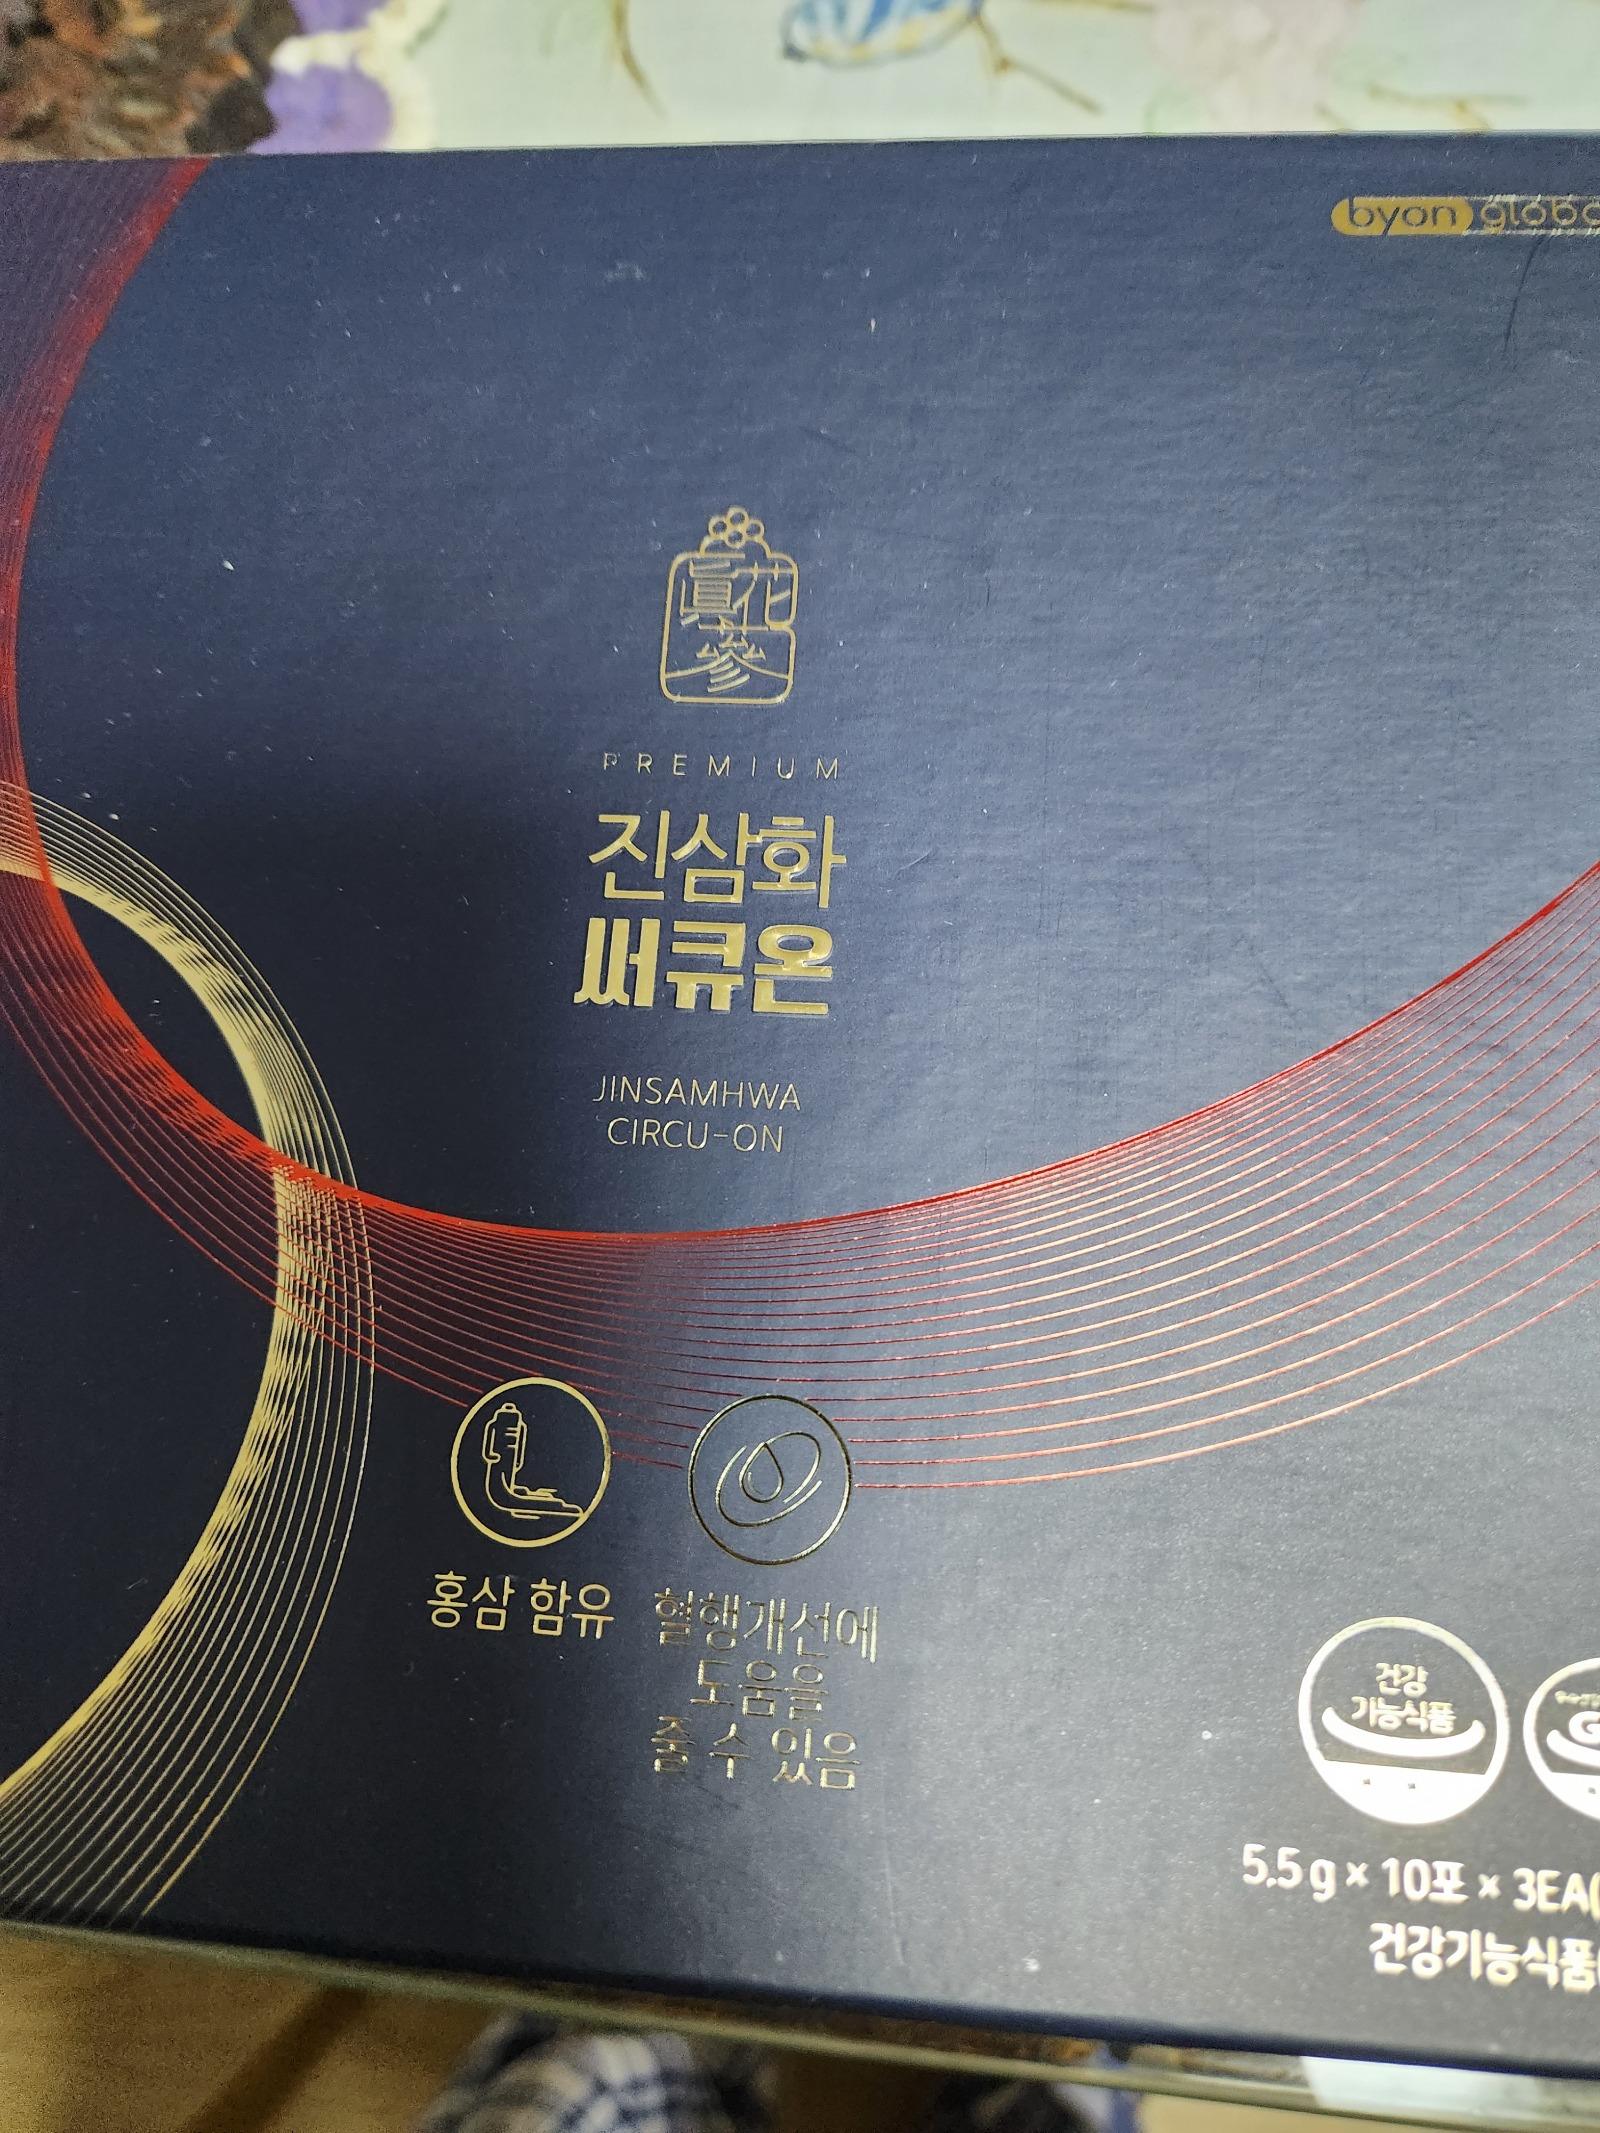 byon
眞花
蔘
PREMIUM
진삼화
써큐온
JINSAMHWA
CIRCU-ON
홍삼 함유
혈행개선에
도움을
줄 수 있음
건강
기능식품
5.5g × 10포 × 3EA(
건강기능식품(